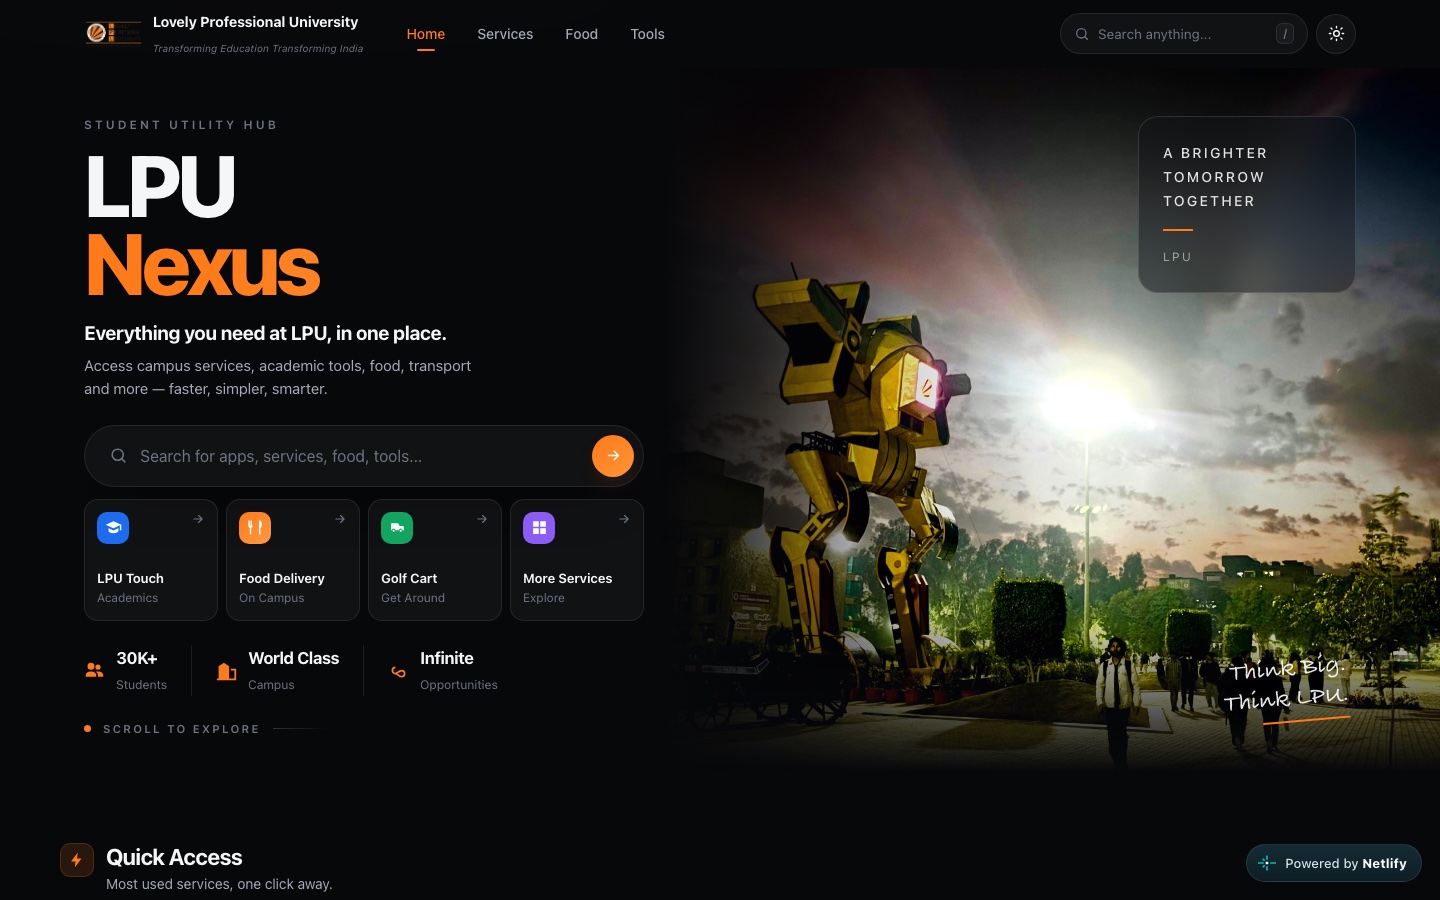 Lovely Professional University
Transforming Education Transforming India
Home
Services
Food
Tools
Search anything...
/
STUDENT UTILITY HUB
LPU
Nexus
Everything you need at LPU, in one place.
Access campus services, academic tools, food, transport
and more — faster, simpler, smarter.
Search for apps, services, food, tools...
LPU Touch
Academics
Food Delivery
On Campus
Golf Cart
Get Around
More Services
Explore
30K+
Students
World Class
Campus
Infinite
Opportunities
SCROLL TO EXPLORE
A BRIGHTER
TOMORROW
TOGETHER
LPU
Think Big.
Think LPU.
Quick Access
Most used services, one click away.
Powered by Netlify